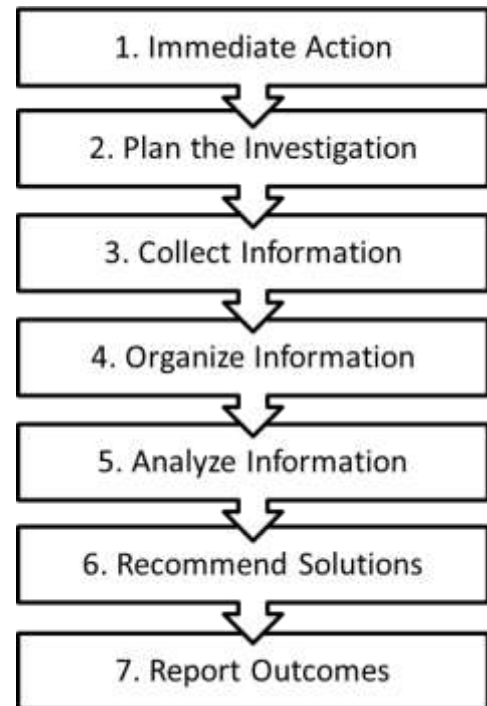 1. Immediate Action
2. Plan the Investigation
3. Collect Information
4. Organize Information
5. Analyze Information
6. Recommend Solutions
7. Report Outcomes